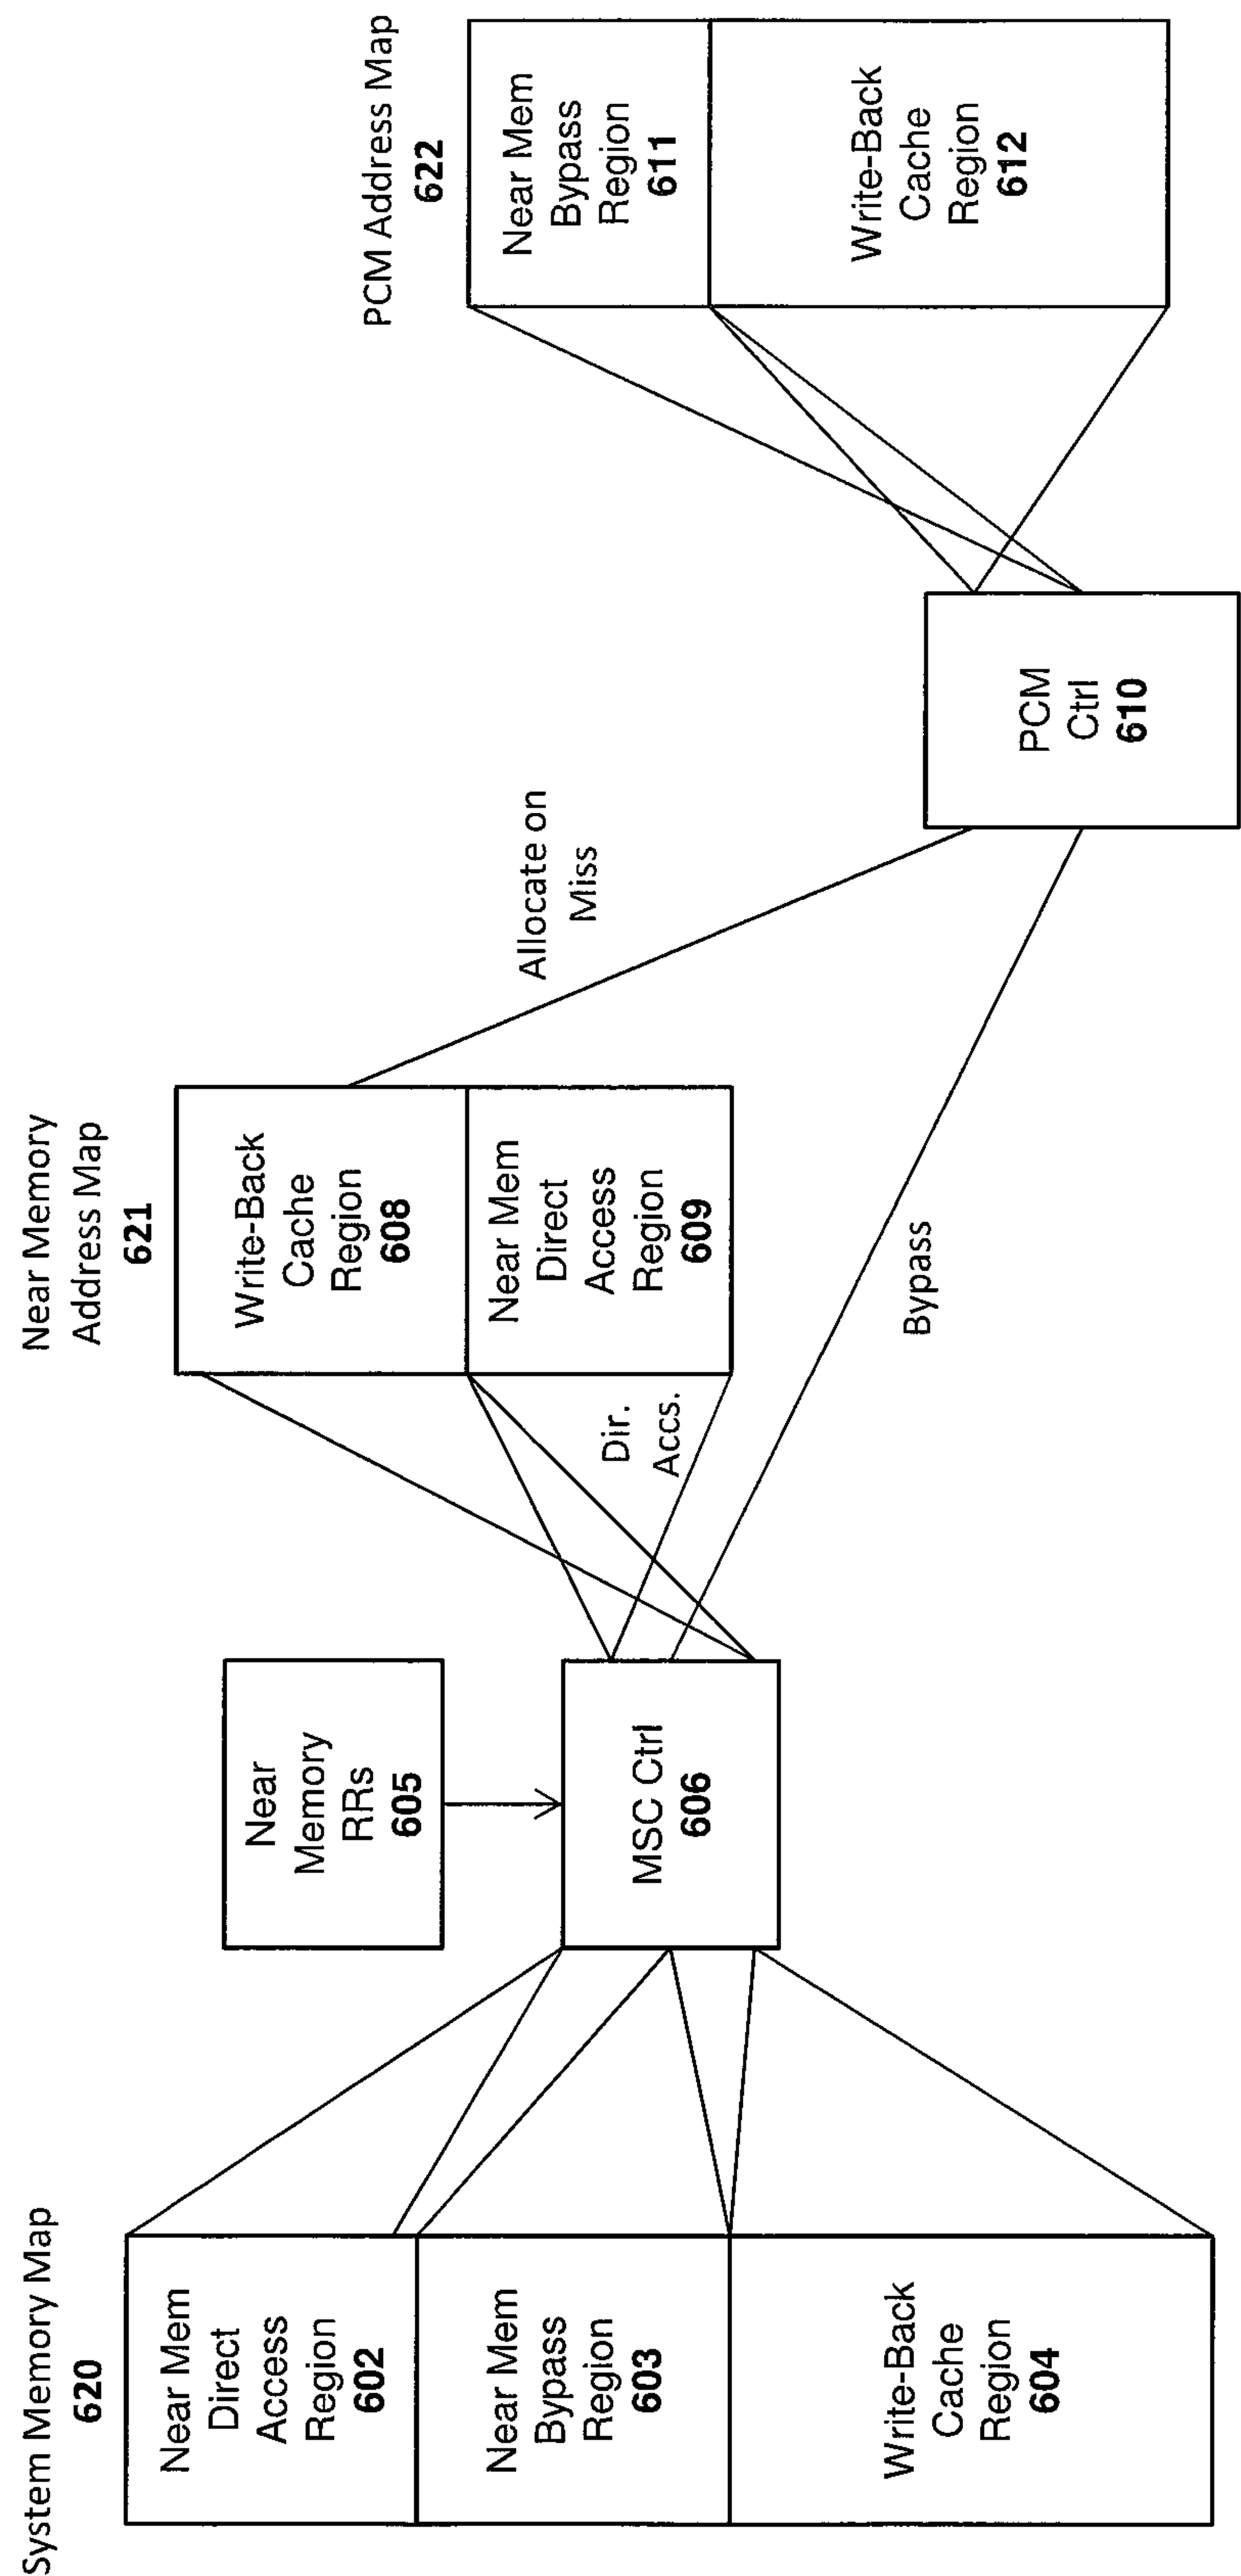 System Memory Map
620
Near Mem
Direct
Access
Region
602
Near Mem
Bypass
Region
603
Write-Back
Cache
Region
604
Near
Memory
RRs
605
MSC Ctrl
606
Near Memory
Address Map
621
Write-Back
Cache
Region
608
Near Mem
Direct
Access
Region
609
Dir.
Accs.
Bypass
Allocate on
Miss
PCM
Ctrl
610
PCM Address Map
622
Near Mem
Bypass
Region
611
Write-Back
Cache
Region
612